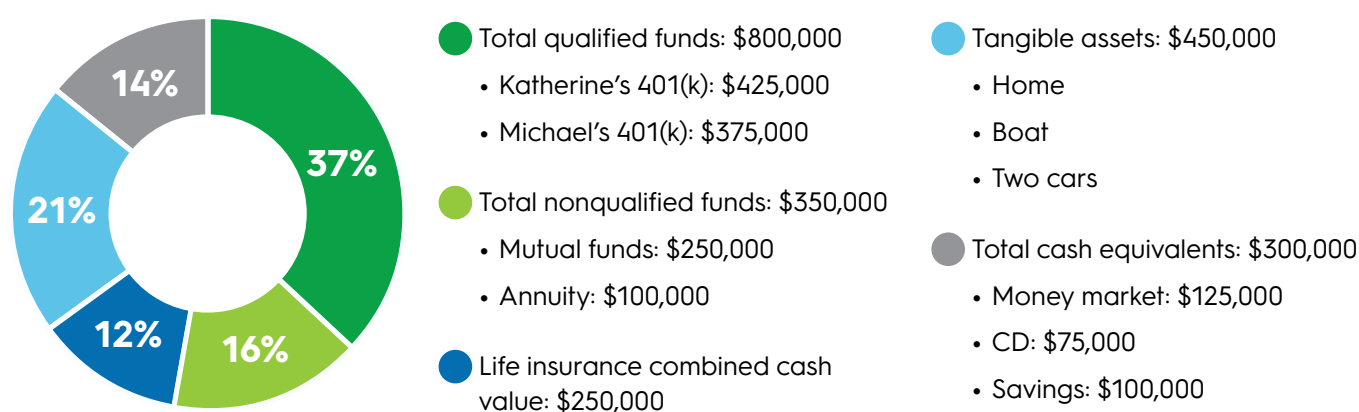 14%
37%
21%
12%
16%
Total qualified funds: $800,000
• Katherine’s 401(k): $425,000
• Michael’s 401(k): $375,000
Total nonqualified funds: $350,000
• Mutual funds: $250,000
• Annuity: $100,000
Life insurance combined cash
value: $250,000
Tangible assets: $450,000
• Home
• Boat
• Two cars
Total cash equivalents: $300,000
• Money market: $125,000
• CD: $75,000
• Savings: $100,000